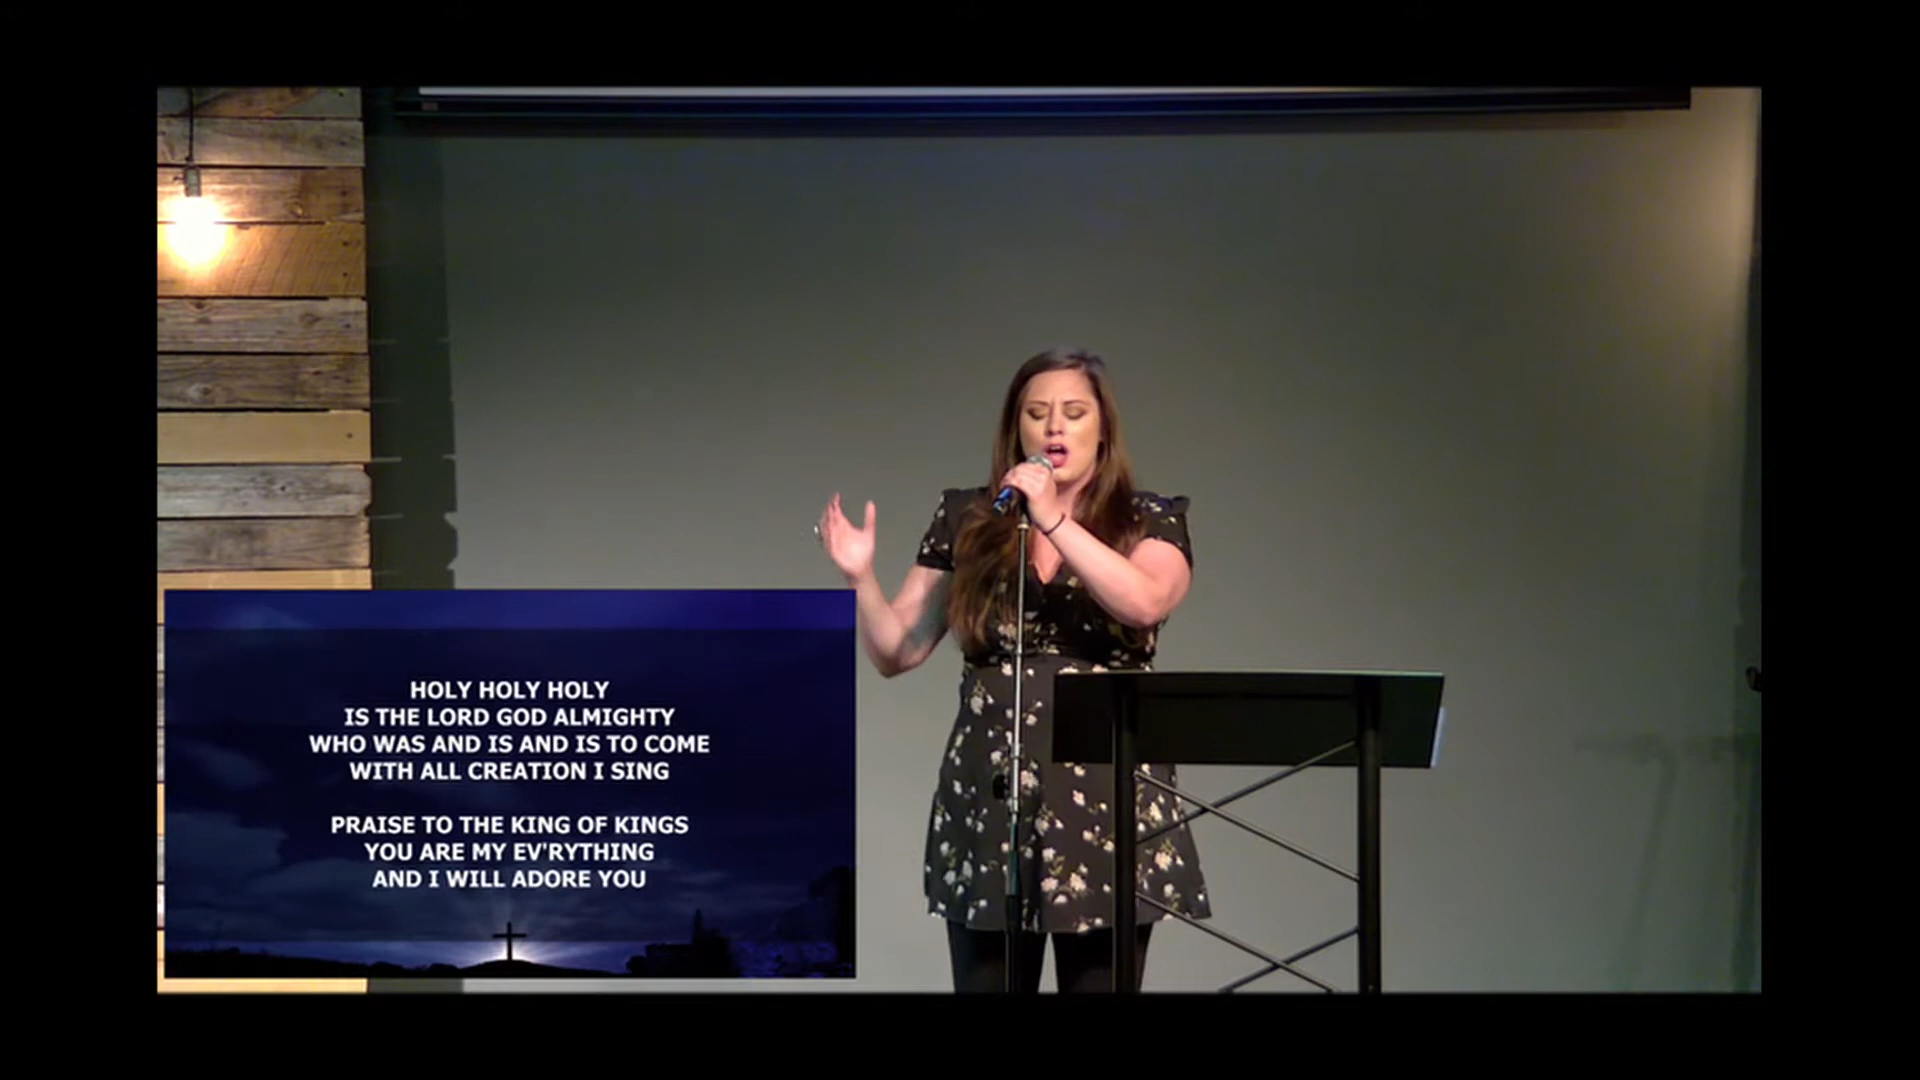 HOLY HOLY HOLY
IS THE LORD GOD ALMIGHTY
WHO WAS AND IS AND IS TO COME
WITH ALL CREATION I SING
PRAISE TO THE KING OF KINGS
YOU ARE MY EV'RYTHING
AND I WILL ADORE YOU